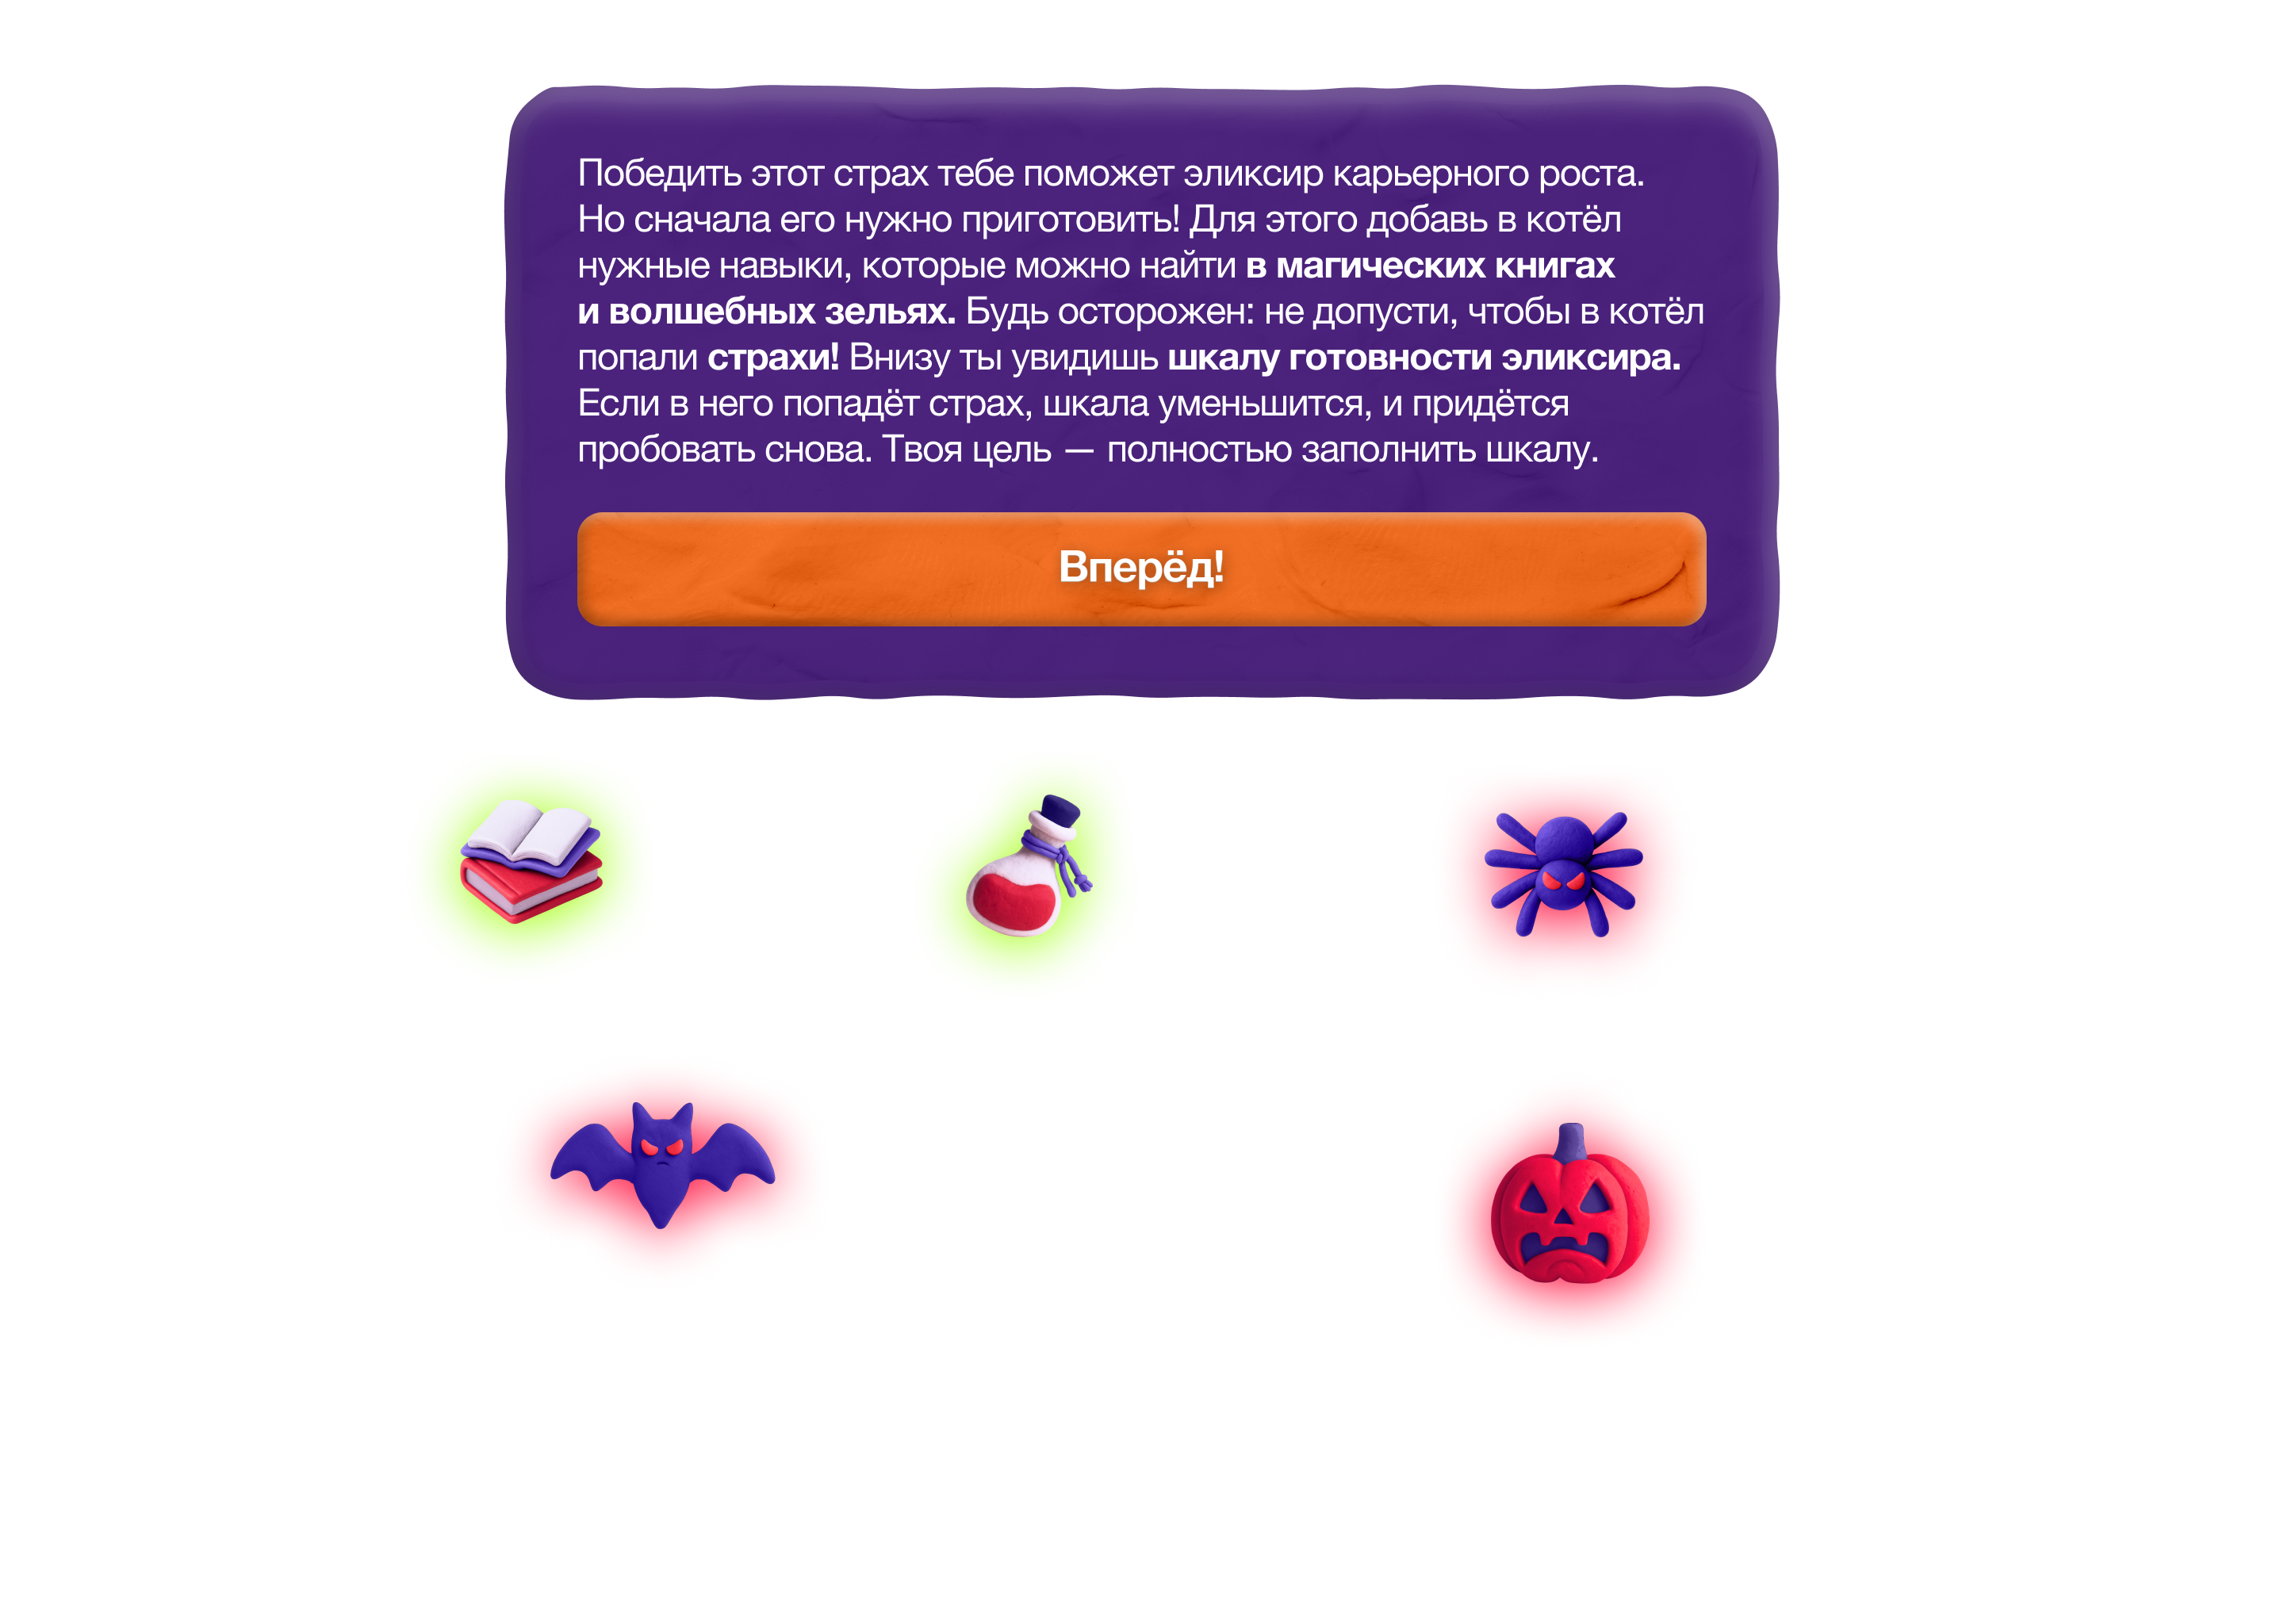 Победить этот страх тебе поможет эликсир карьерного роста.
Но сначала его нужно приготовить! Для этого добавь в котёл
нужные навыки, которые можно найти в магических книгах
и волшебных зельях. Будь осторожен: не допусти, чтобы в котёл
попали страхи! Внизу ты увидишь шкалу готовности эликсира.
Если в него попадёт страх, шкала уменьшится, и придётся
пробовать снова. Твоя цель — полностью заполнить шкалу.
Вперёд!